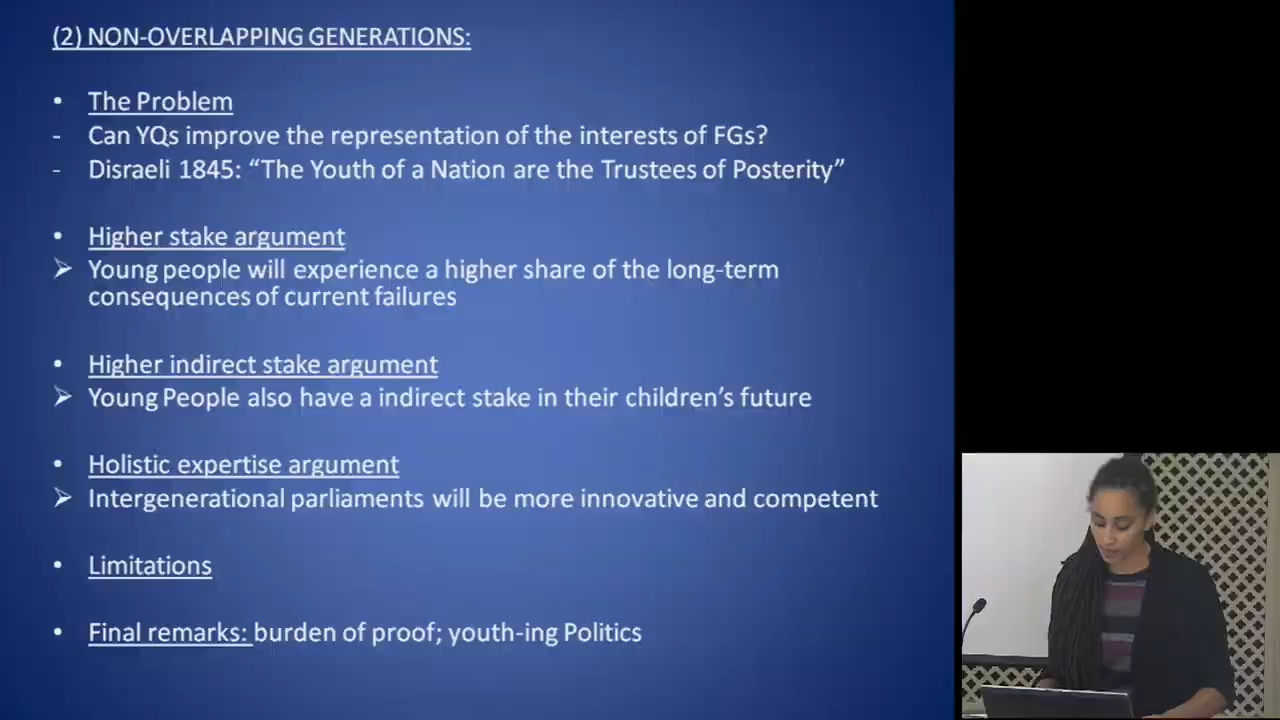 (2) NON-OVERLAPPING GENERATIONS:
• The Problem
- Can YQs improve the representation of the interests of FGs?
- Disraeli 1845: “The Youth of a Nation are the Trustees of Posterity”
• Higher stake argument
➢ Young people will experience a higher share of the long-term
consequences of current failures
• Higher indirect stake argument
➢ Young People also have a indirect stake in their children’s future
• Holistic expertise argument
➢ Intergenerational parliaments will be more innovative and competent
• Limitations
• Final remarks: burden of proof; youth-ing Politics